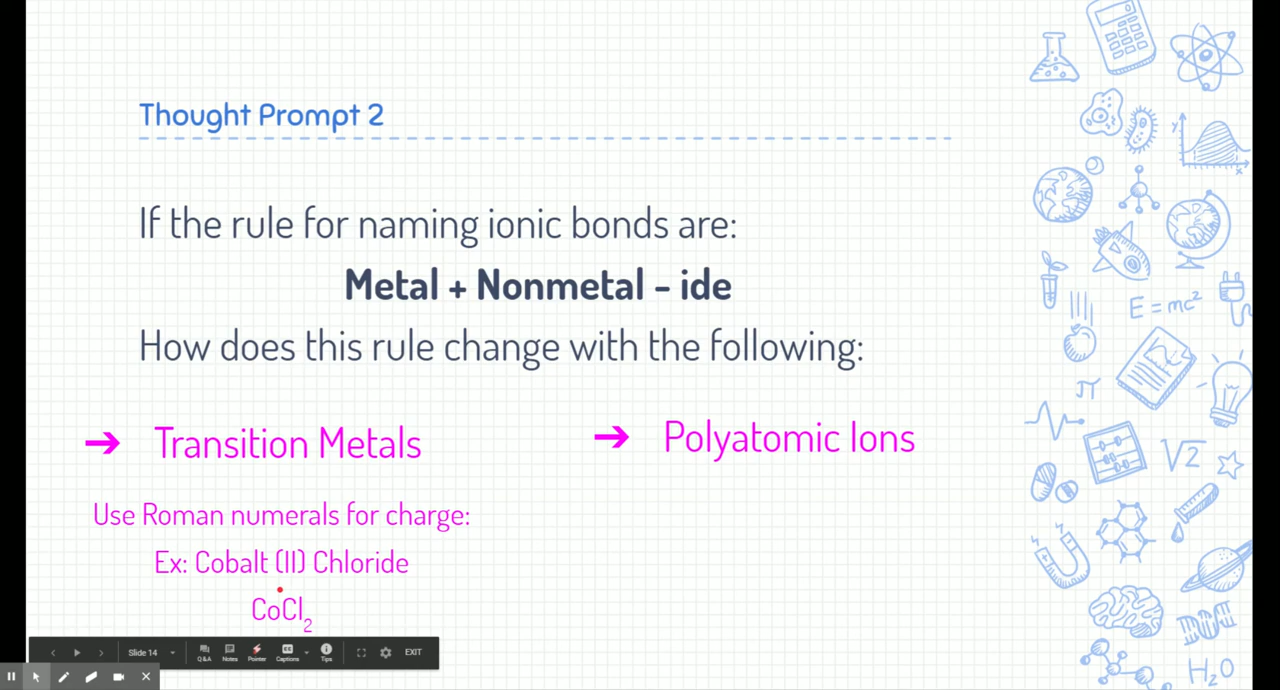 Thought Prompt 2
If the rule for naming ionic bonds are:
Metal + Nonmetal – ide
How does this rule change with the following:
➔ Transition Metals
➔ Polyatomic Ions
Use Roman numerals for charge:
Ex: Cobalt (II) Chloride
CoCl₂
y
x
E = mc²
π
√2
H₂O
Slide 14
Q&A
Notes
Pointer
Captions
Tips
EXIT